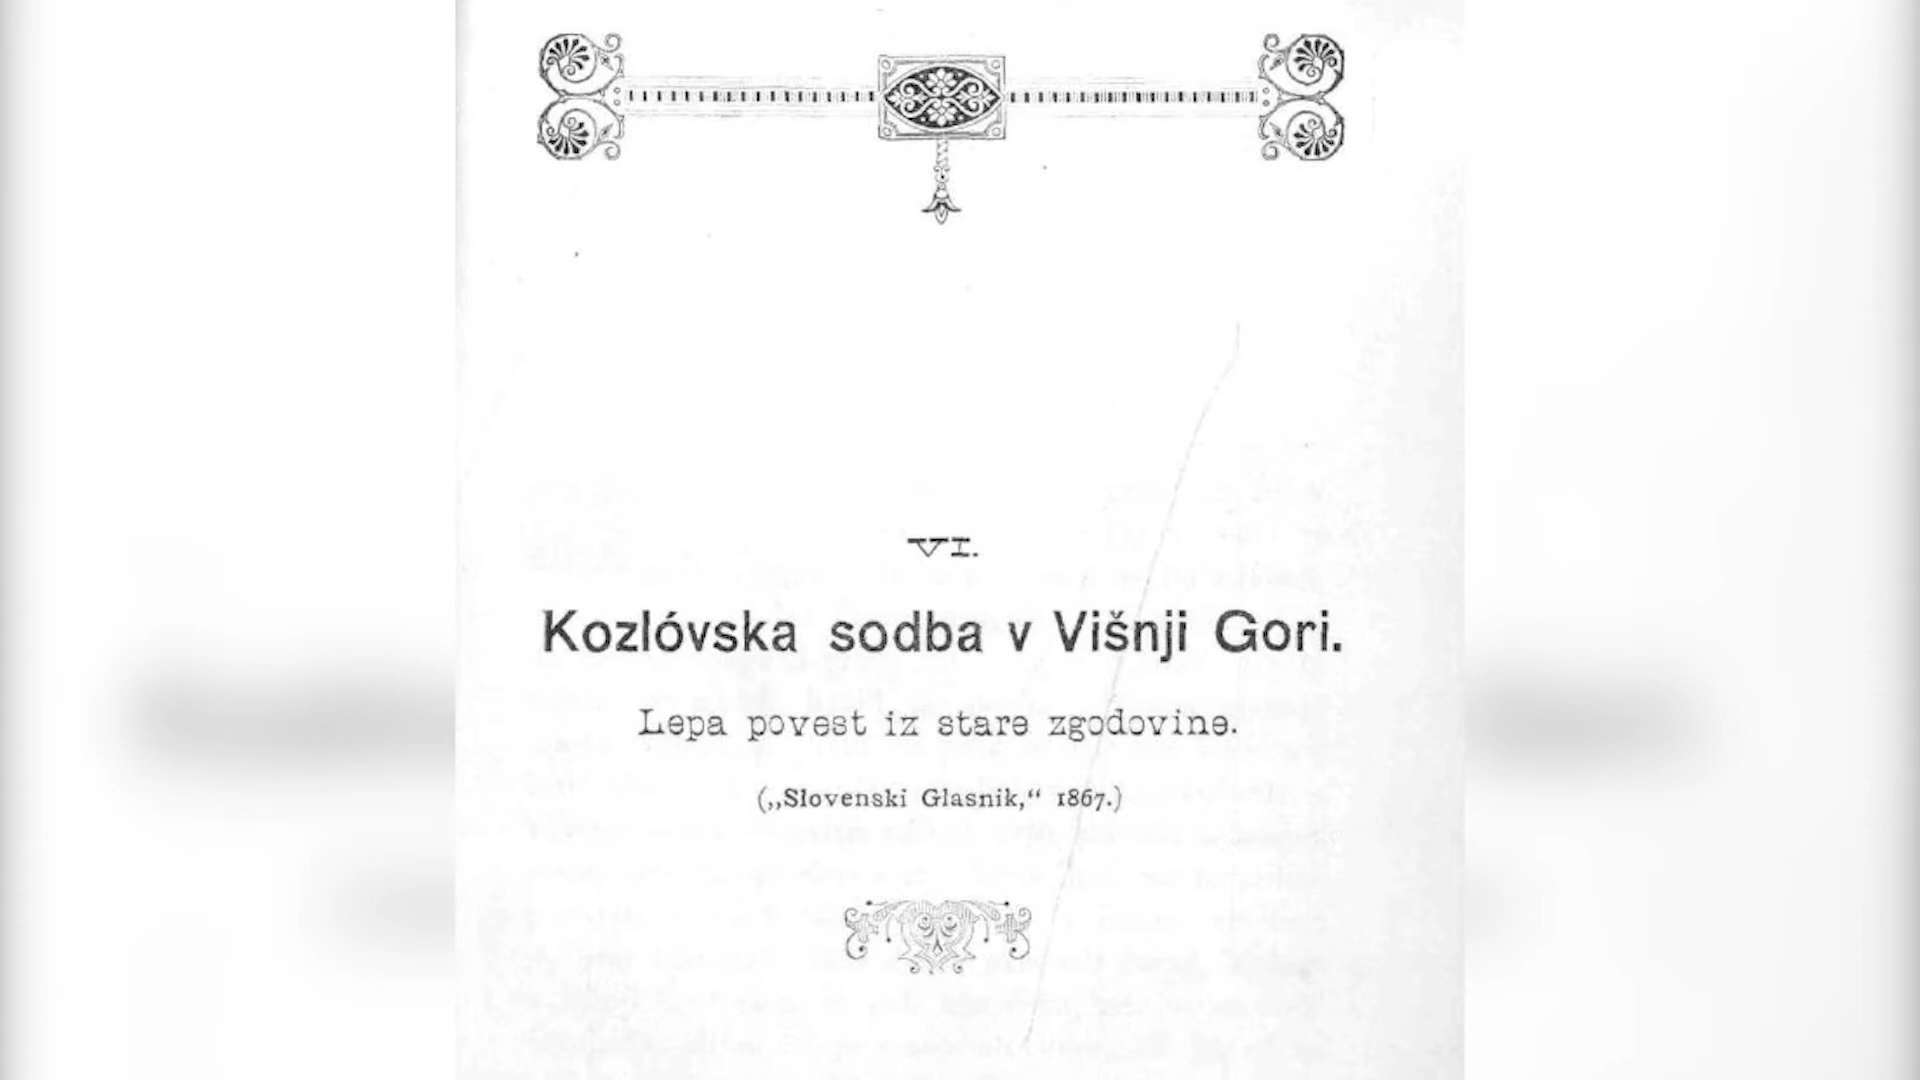 VI.
Kozlóvska sodba v Višnji Gori.
Lepa povest iz stare zgodovine.
(„Slovenski Glasnik,“ 1867.)